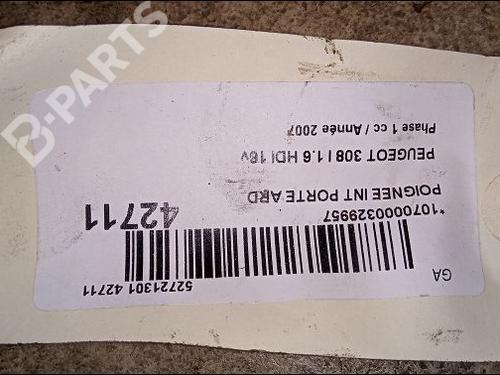 Phase 1 cc / Année 2007
PEUGEOT 308 I 1.6 HDI 16v
POIGNEE INT PORTE ARD
42711
*1070000329957
GA
52721301 42711
B-PARTS